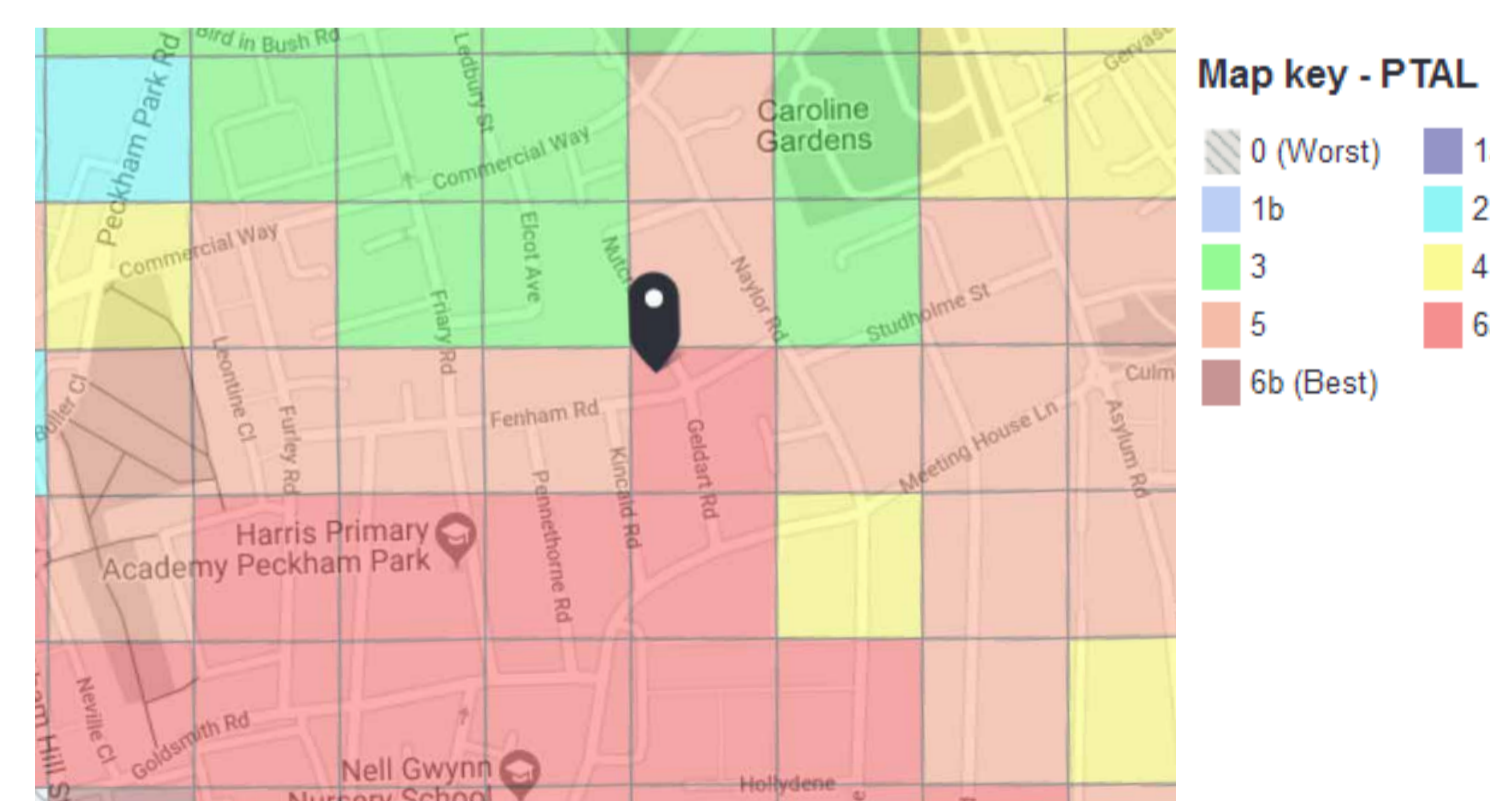 Bird in Bush Rd
Peckham Park Rd
Ledbury St
Commercial Way
Caroline
Gardens
Commercial Way
Elcot Ave
Friary Rd
Naylor Rd
Studholme St
Leontine Cl
Furley Rd
Fenham Rd
Kincaid Rd
Geldart Rd
Pennethorne Rd
Meeting House Ln
Asylum Rd
Buller Cl
Harris Primary
Academy Peckham Park
Neville Cl
Goldsmith Rd
Nell Gwynn
Nursery School
Hollydene
Map key - PTAL
0 (Worst)
1b
2
3
4
5
6
6b (Best)